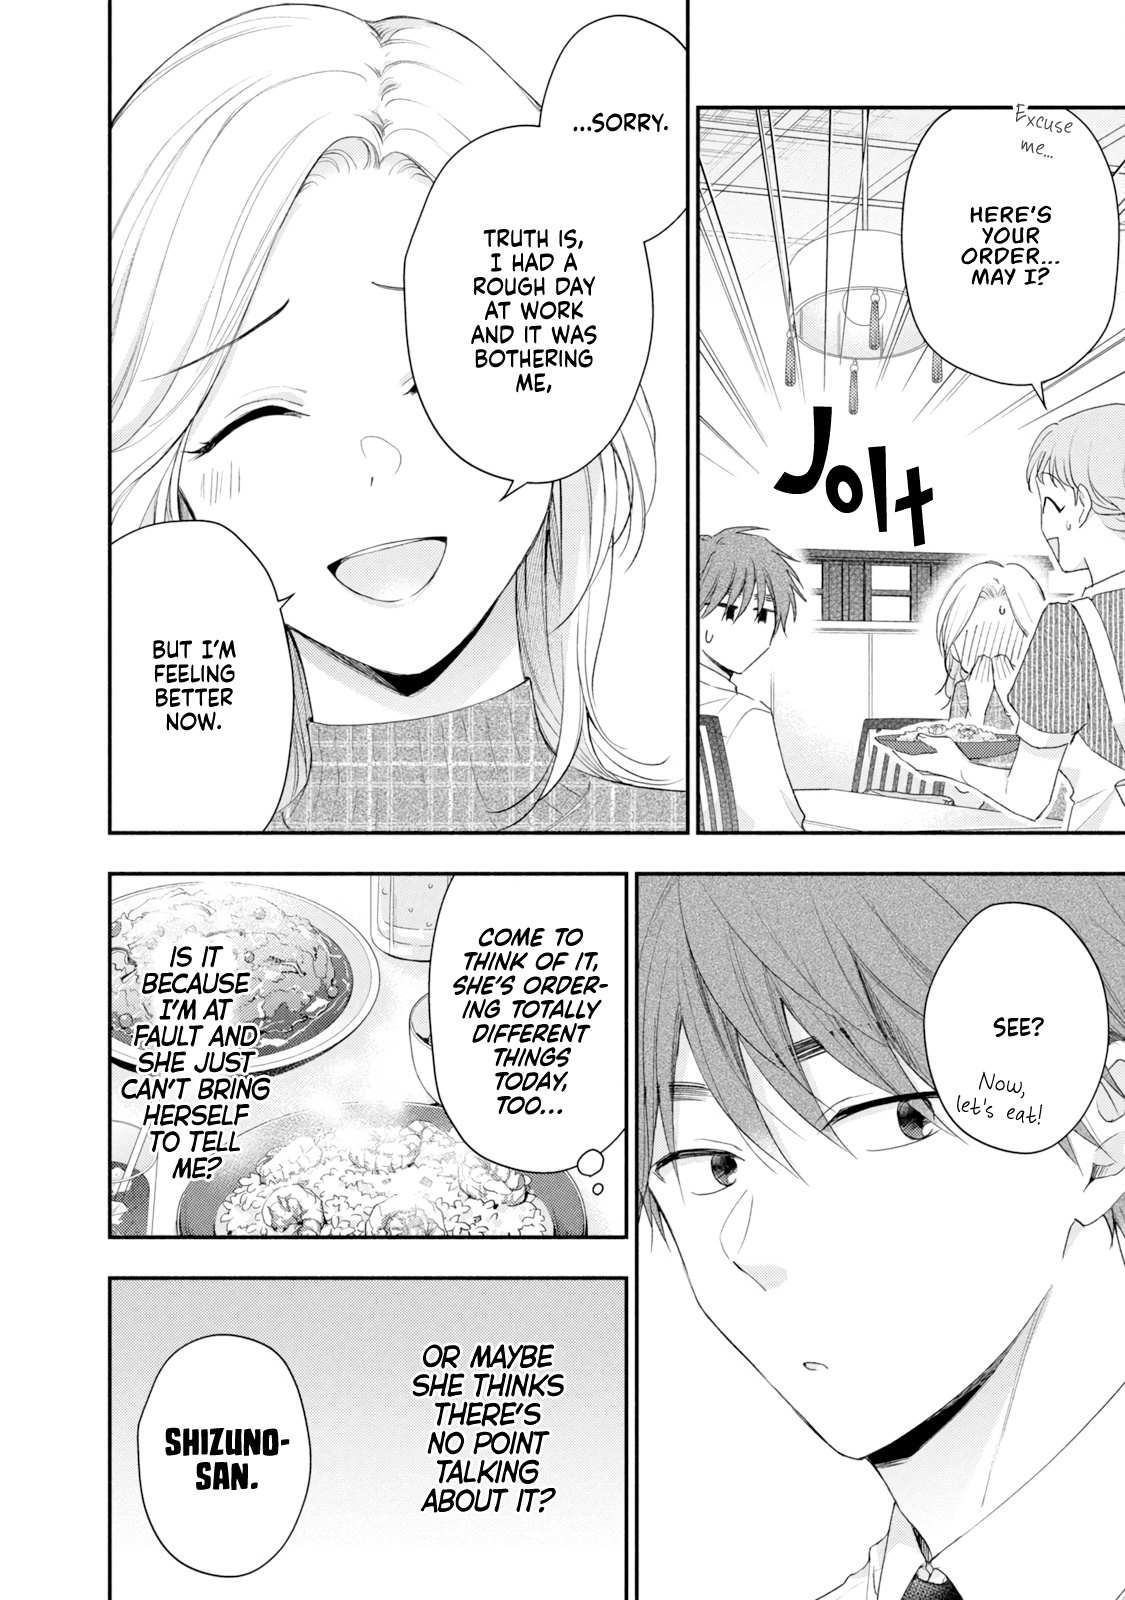 Excuse
me...
HERE'S
YOUR
ORDER...
MAY I?
Jolt
...SORRY.
TRUTH IS,
I HAD A
ROUGH DAY
AT WORK
AND IT WAS
BOTHERING
ME,
BUT I'M
FEELING
BETTER
NOW.
SEE?
Now,
let's eat!
COME TO
THINK OF IT,
SHE'S ORDER-
ING TOTALLY
DIFFERENT
THINGS
TODAY,
TOO...
IS IT
BECAUSE
I'M AT
FAULT AND
SHE JUST
CAN'T BRING
HERSELF
TO TELL
ME?
OR MAYBE
SHE THINKS
THERE'S
NO POINT
TALKING
ABOUT IT?
SHIZUNO-
SAN.